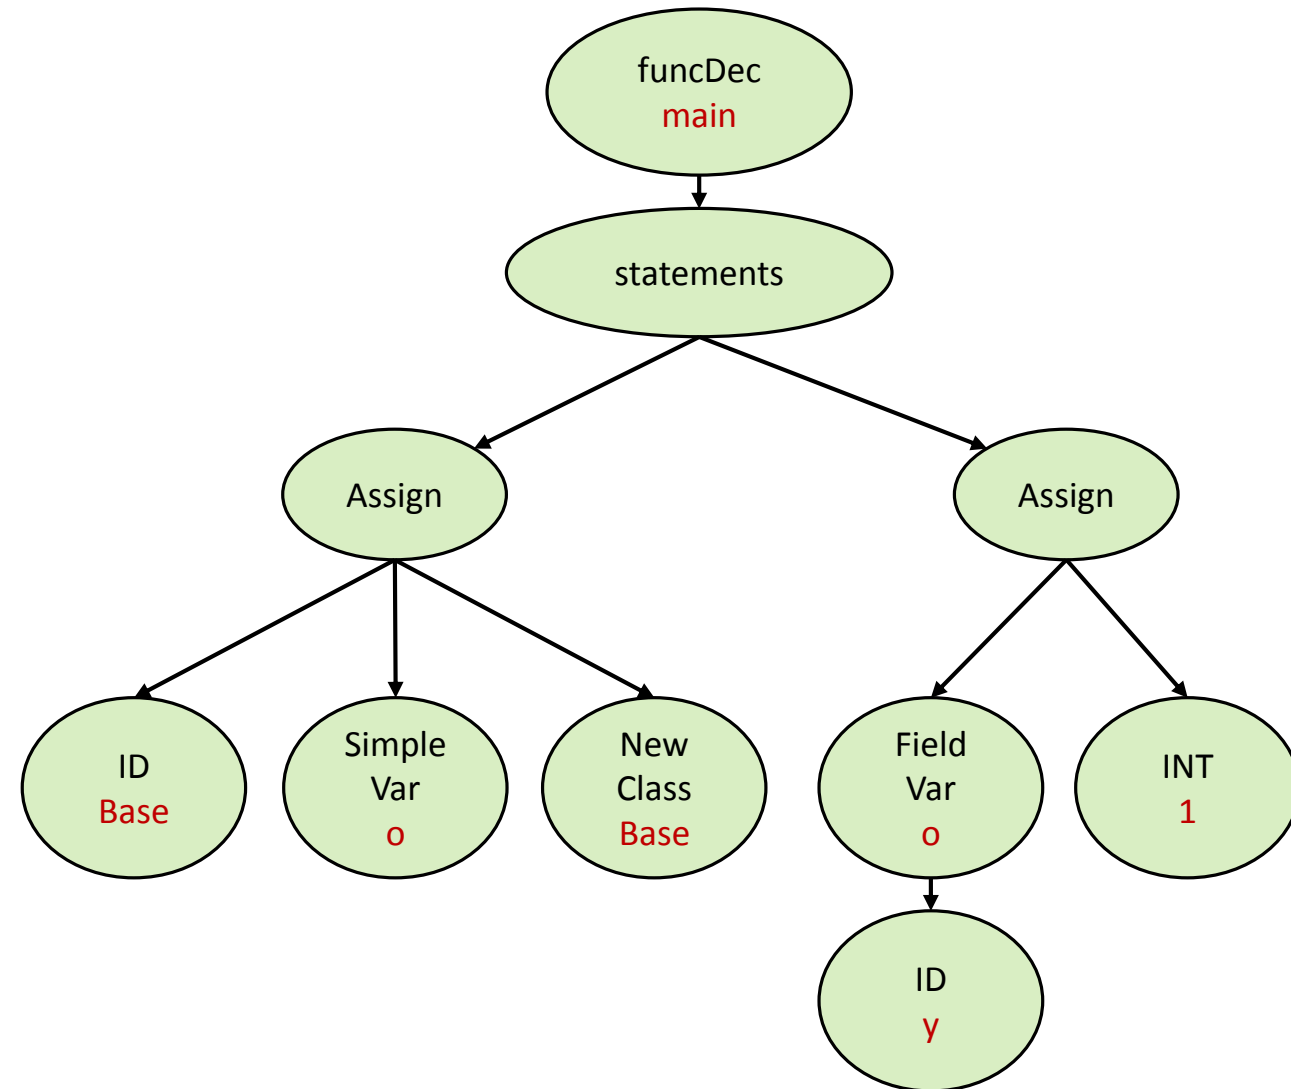 funcDec
main
statements
Assign
Assign
ID
Base
Simple
Var
o
New
Class
Base
Field
Var
o
INT
1
ID
y